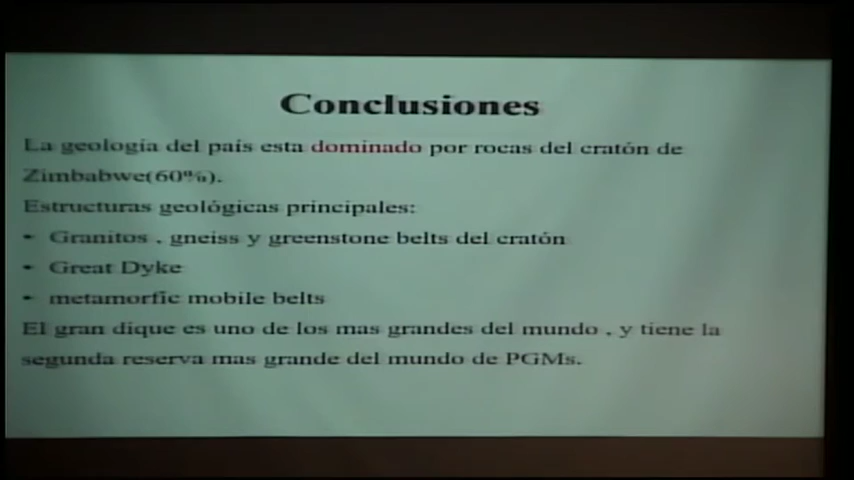 Conclusiones
La geología del país esta dominado por rocas del cratón de
Zimbabwe(60%).
Estructuras geológicas principales:
- Granitos , gneiss y greenstone belts del cratón
- Great Dyke
- metamorfic mobile belts
El gran dique es uno de los mas grandes del mundo , y tiene la
segunda reserva mas grande del mundo de PGMs.